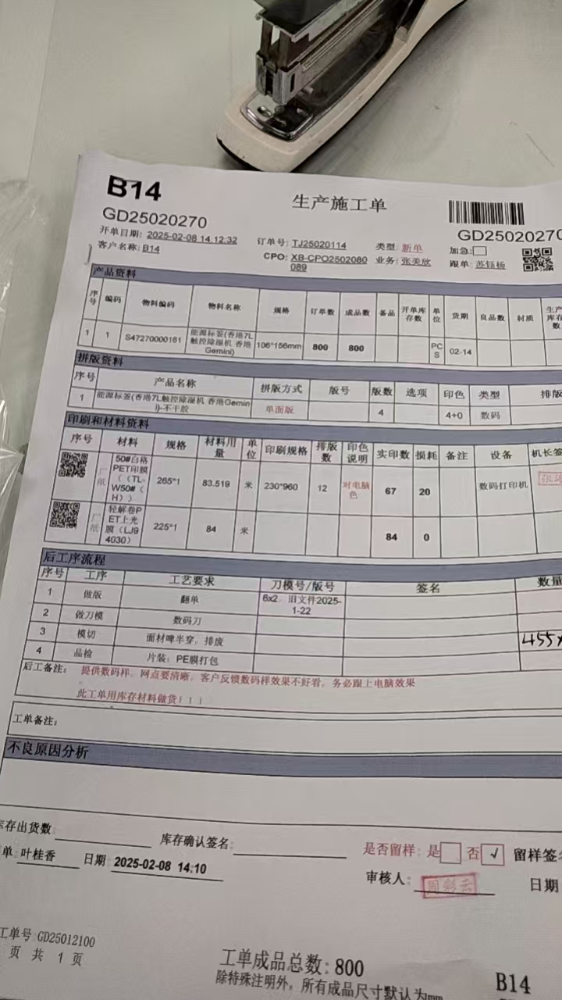 B14
生产施工单
GD25020270
GD25020270
开单日期: 2025-02-08 14.12.32
订单号: TJ25020114
类型: 新单
加急:
客户名称: B14
CPO: XB-CPO2502080089
业务: 张美欣
跟单: 苏钰杨
产品资料
序号 编码 物料编码 物料名称 规格 订单数 成品数 备品 开单库存数 单位 货期 良品数 材质
1 1 S47270000181 能源标签(香港7L触控除湿机 香港Gemini) 106*156mm 800 800 PCS 02-14
拼版资料
序号 产品名称 拼版方式 版号 版数 选项 印色 类型 排版
1 能源标签(香港7L触控除湿机 香港Gemini)-不干胶 单面版 4 4+0 数码
印刷和材料资料
序号 材料 规格 材料用量 单位 印刷规格 排版数 印色说明 实印数 损耗 备注 设备 机长签
厂纸 50#白格PET印膜((TL-W50#(H)) 265*1 83.519 米 230*960 12 对电脑色 67 20 数码打印机
厂纸 轻解卷PET上光膜(LJ94030) 225*1 84 米 84 0
后工序流程
序号 工序 工艺要求 刀模号/版号 签名 数量
1 做版 翻单 6x2. 旧文件2025-1-22
2 做刀模 数码刀
3 模切 面材啤半穿, 排废 455
4 品检 片装; PE膜打包
后工备注: 提供数码样, 网点要清晰, 客户反馈数码样效果不好看, 务必跟上电脑效果
此工单用库存材料做货!!!
工单备注:
不良原因分析
库存出货数
库存确认签名:
是否留样: 是 否 √ 留样签名
单 叶桂香 日期 2025-02-08 14:10
审核人: 周彩云 日期
工单号 GD25012100
页 共 1 页
工单成品总数: 800
除特殊注明外, 所有成品尺寸默认为mm
B14